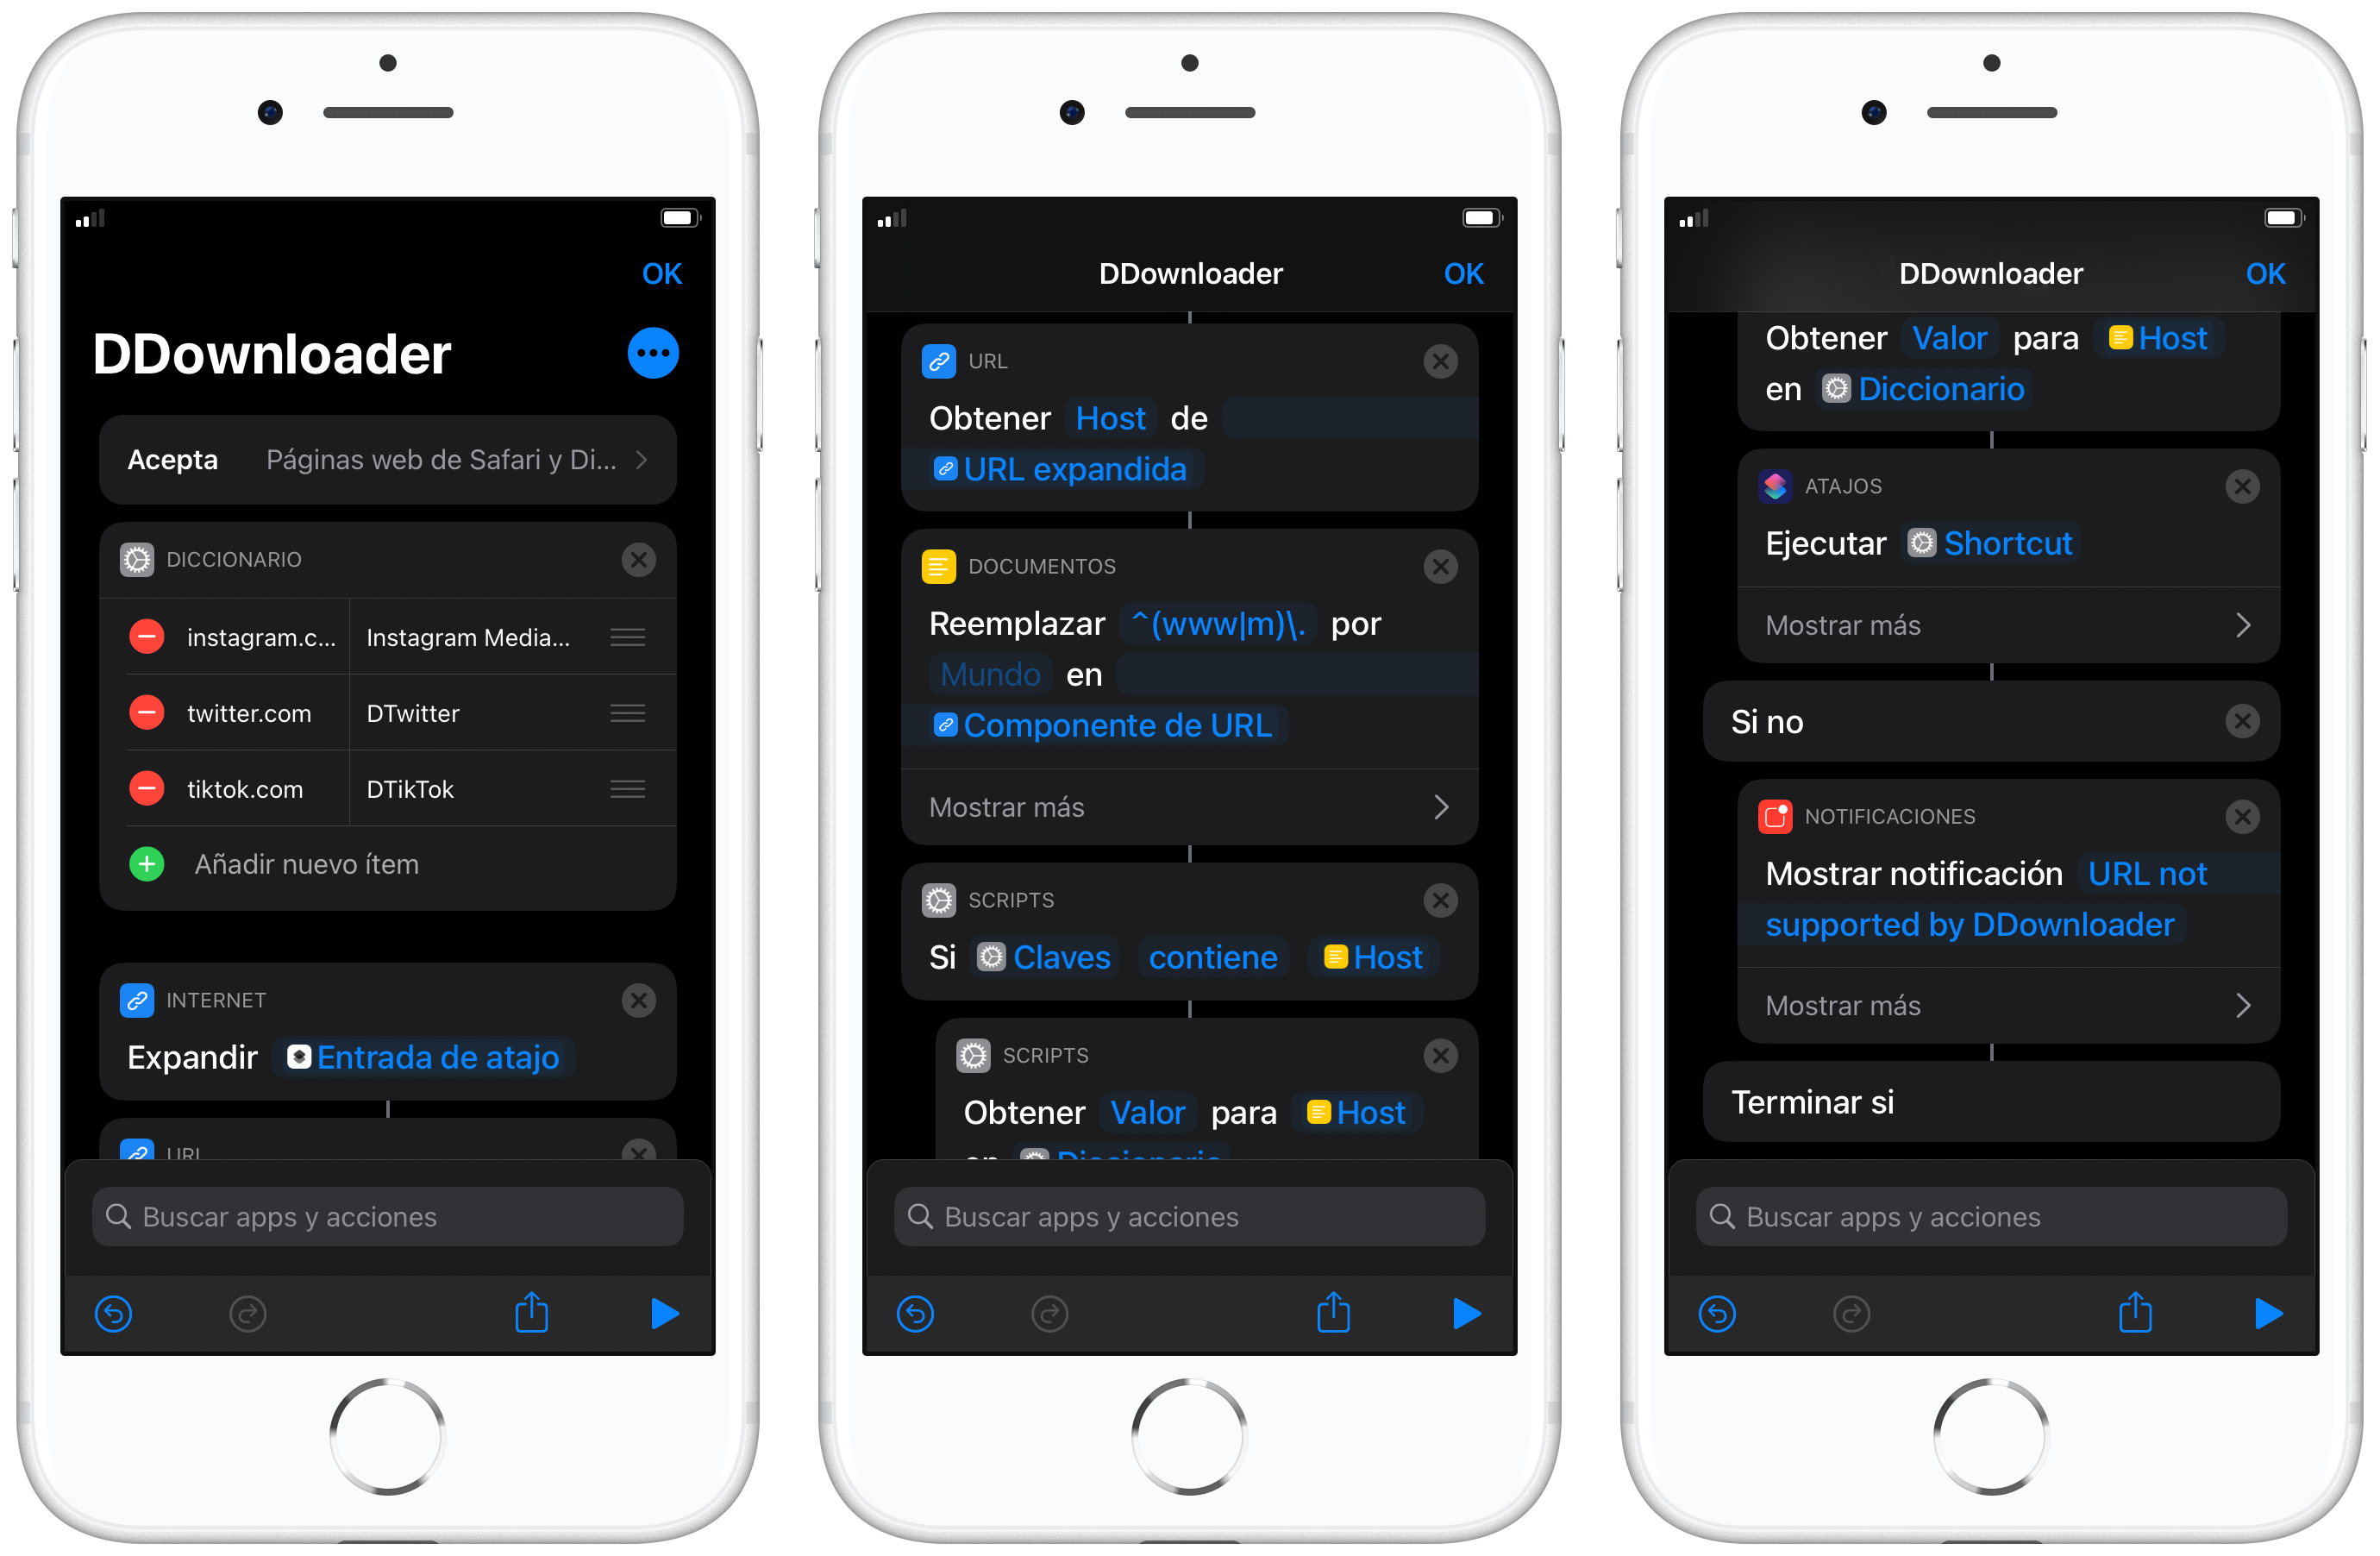 OK
DDownloader
Acepta Páginas web de Safari y Di...
DICCIONARIO
instagram.c... Instagram Media...
twitter.com DTwitter
tiktok.com DTikTok
Añadir nuevo ítem
INTERNET
Expandir Entrada de atajo
URL
Buscar apps y acciones
DDownloader OK
URL
Obtener Host de
URL expandida
DOCUMENTOS
Reemplazar ^(www|m)\. por
Mundo en
Componente de URL
Mostrar más
SCRIPTS
Si Claves contiene Host
SCRIPTS
Obtener Valor para Host
en Diccionario
Buscar apps y acciones
DDownloader OK
Obtener Valor para Host
en Diccionario
ATAJOS
Ejecutar Shortcut
Mostrar más
Si no
NOTIFICACIONES
Mostrar notificación URL not
supported by DDownloader
Mostrar más
Terminar si
Buscar apps y acciones